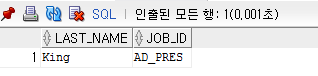 SQL | 인출된 모든 행: 1(0,001초)
LAST_NAME JOB_ID
1 King AD_PRES